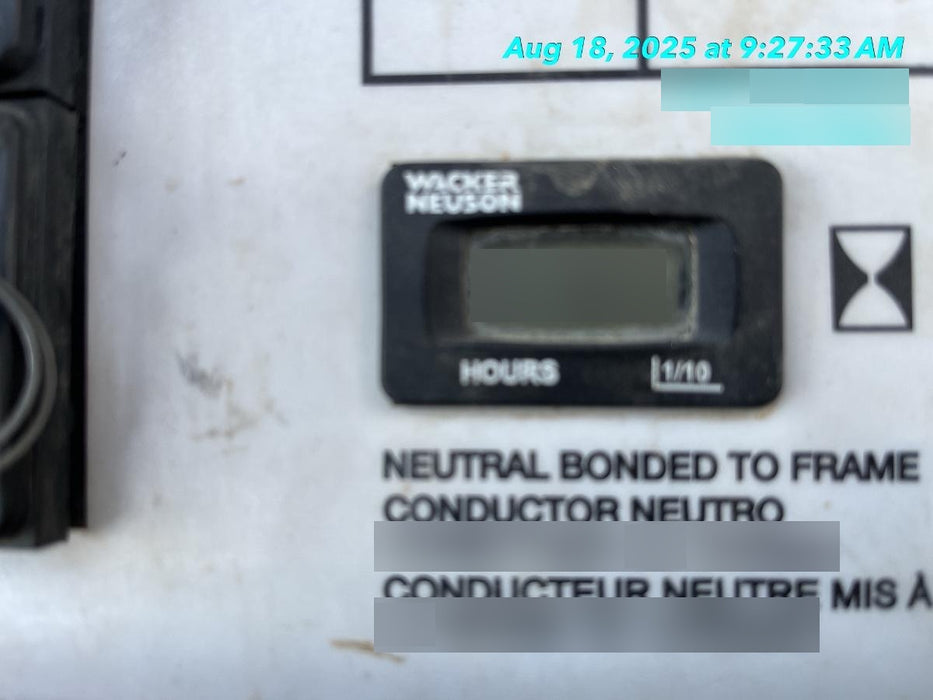 Aug 18, 2025 at 9:27:33 AM
WACKER
NEUSON
HOURS 1/10
NEUTRAL BONDED TO FRAME
CONDUCTOR NEUTRO
CONDUCTEUR NEUTRE MIS À